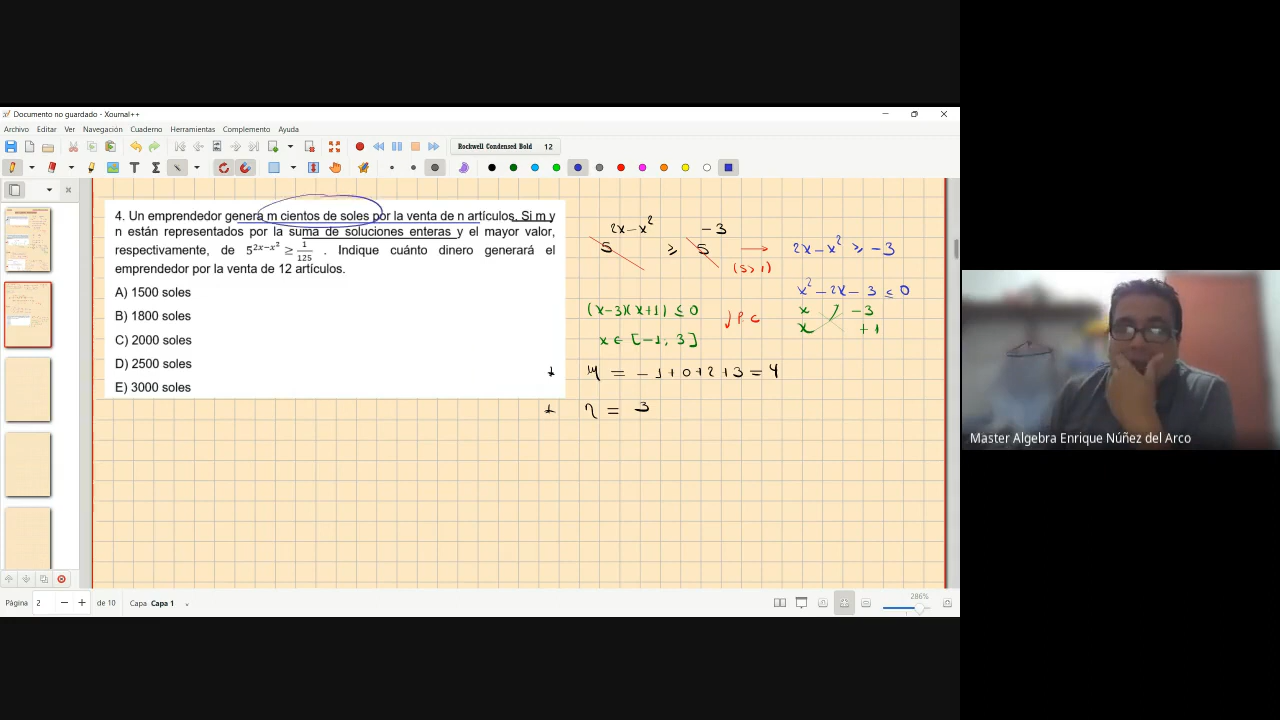 Documento no guardado - Xournal++
Archivo Editar Ver Navegación Cuaderno Herramientas Complemento Ayuda
Rockwell Condensed Bold 12
4. Un emprendedor genera m cientos de soles por la venta de n artículos. Si m y
n están representados por la suma de soluciones enteras y el mayor valor,
respectivamente, de 5^{2x-x²} ≥ 1/125 . Indique cuánto dinero generará el
emprendedor por la venta de 12 artículos.
A) 1500 soles
B) 1800 soles
C) 2000 soles
D) 2500 soles
E) 3000 soles
5^{2x-x²} ≥ 5^{-3} → (5>1)
2x-x² ≥ -3
x²-2x-3 ≤ 0
x -3
x +1
↓ P.C
(x-3)(x+1) ≤ 0
x ∈ [-1, 3]
m = -1+0+2+3 = 4
n = 3
Master Algebra Enrique Núñez del Arco
Página 2 de 10 Capa Capa 1
286%